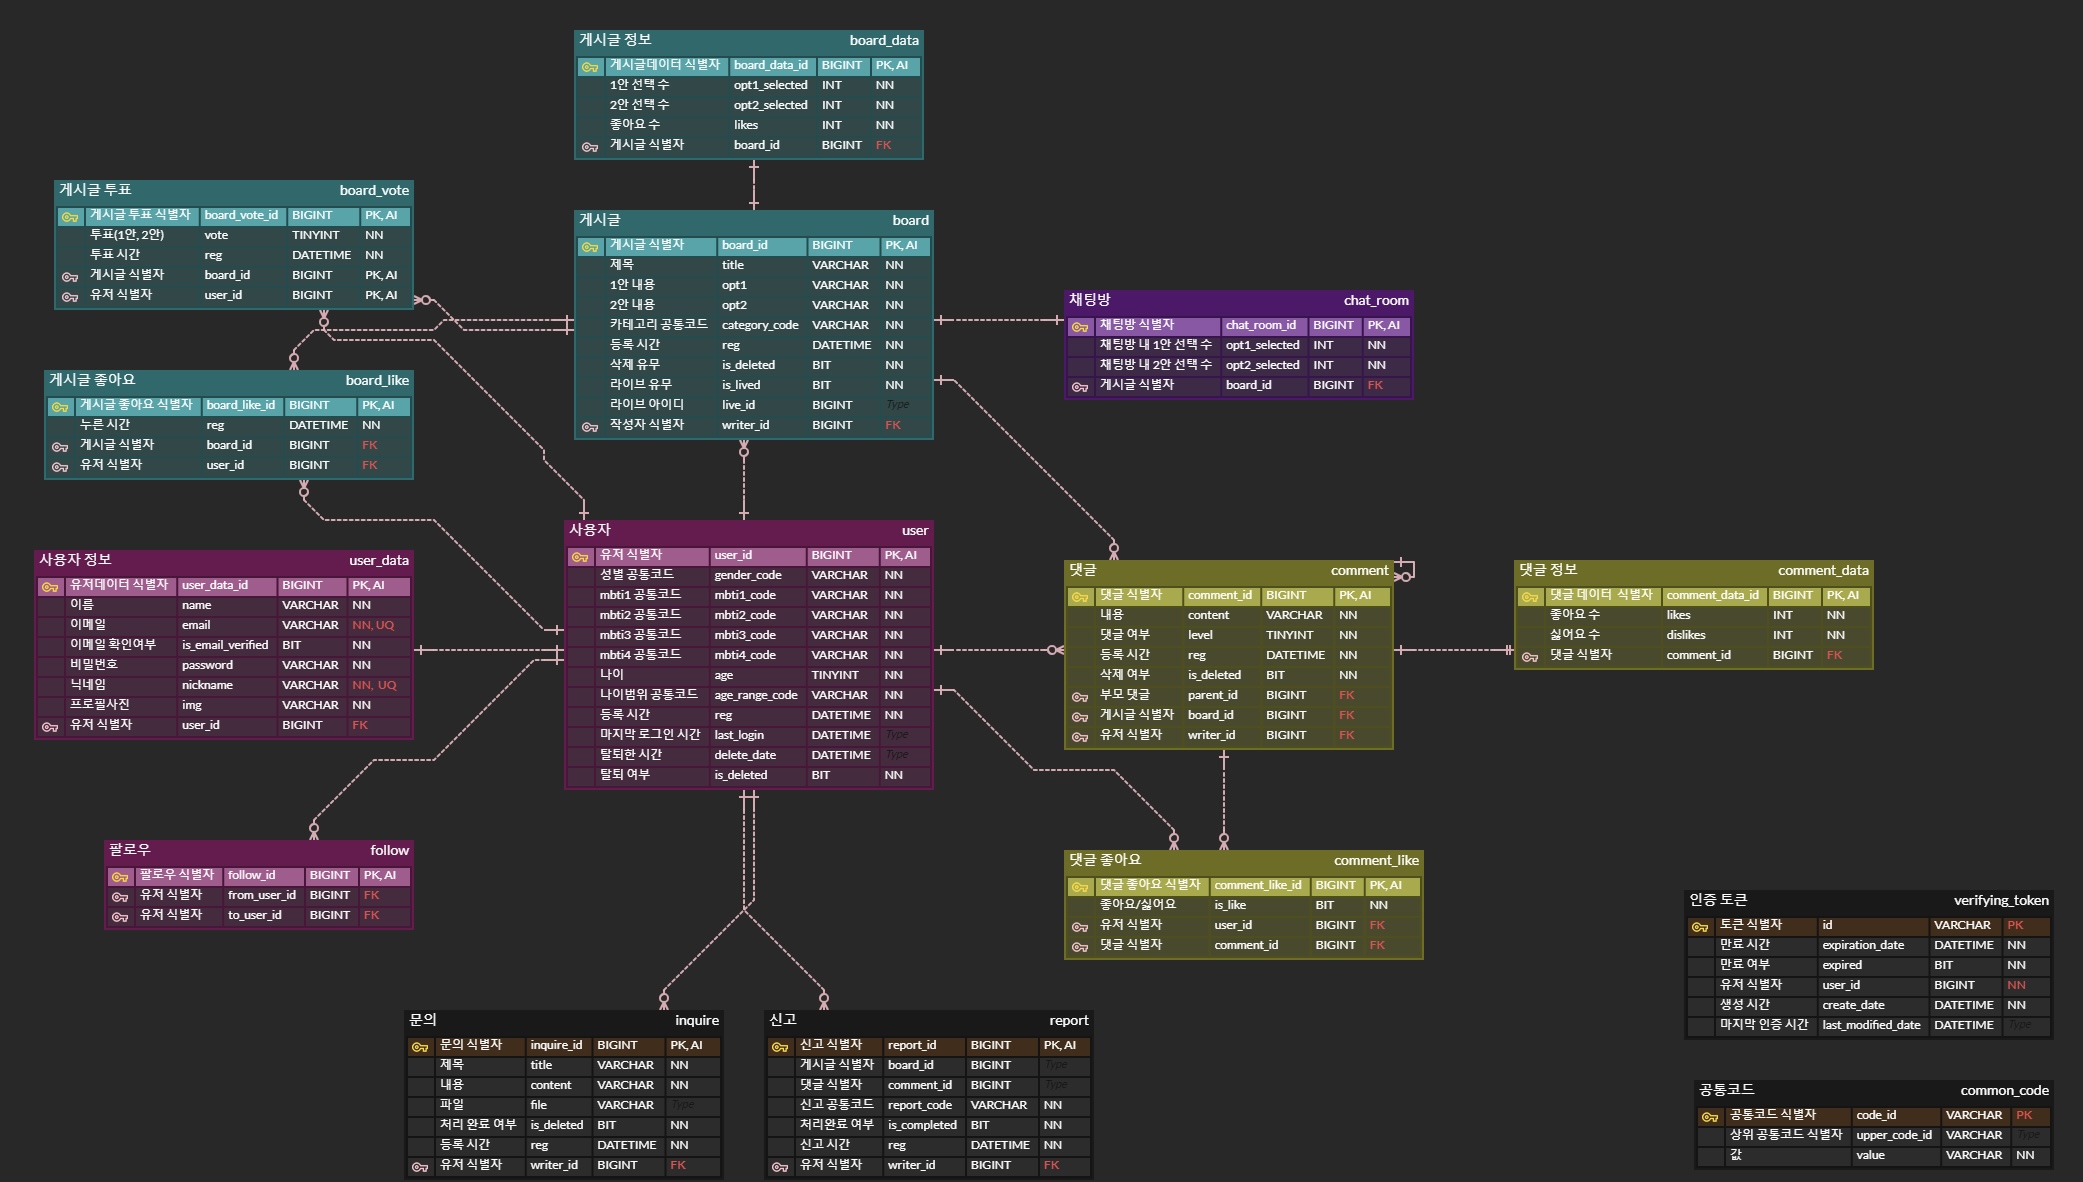 게시글 정보 board_data
게시글데이터 식별자 board_data_id BIGINT PK, AI
1안 선택 수 opt1_selected INT NN
2안 선택 수 opt2_selected INT NN
좋아요 수 likes INT NN
게시글 식별자 board_id BIGINT FK
게시글 투표 board_vote
게시글 투표 식별자 board_vote_id BIGINT PK, AI
투표(1안, 2안) vote TINYINT NN
투표 시간 reg DATETIME NN
게시글 식별자 board_id BIGINT PK, AI
유저 식별자 user_id BIGINT PK, AI
게시글 board
게시글 식별자 board_id BIGINT PK, AI
제목 title VARCHAR NN
1안 내용 opt1 VARCHAR NN
2안 내용 opt2 VARCHAR NN
카테고리 공통코드 category_code VARCHAR NN
등록 시간 reg DATETIME NN
삭제 유무 is_deleted BIT NN
라이브 유무 is_lived BIT NN
라이브 아이디 live_id BIGINT Type
작성자 식별자 writer_id BIGINT FK
채팅방 chat_room
채팅방 식별자 chat_room_id BIGINT PK, AI
채팅방 내 1안 선택 수 opt1_selected INT NN
채팅방 내 2안 선택 수 opt2_selected INT NN
게시글 식별자 board_id BIGINT FK
게시글 좋아요 board_like
게시글 좋아요 식별자 board_like_id BIGINT PK, AI
누른 시간 reg DATETIME NN
게시글 식별자 board_id BIGINT FK
유저 식별자 user_id BIGINT FK
사용자 정보 user_data
유저데이터 식별자 user_data_id BIGINT PK, AI
이름 name VARCHAR NN
이메일 email VARCHAR NN, UQ
이메일 확인여부 is_email_verified BIT NN
비밀번호 password VARCHAR NN
닉네임 nickname VARCHAR NN, UQ
프로필사진 img VARCHAR NN
유저 식별자 user_id BIGINT FK
사용자 user
유저 식별자 user_id BIGINT PK, AI
성별 공통코드 gender_code VARCHAR NN
mbti1 공통코드 mbti1_code VARCHAR NN
mbti2 공통코드 mbti2_code VARCHAR NN
mbti3 공통코드 mbti3_code VARCHAR NN
mbti4 공통코드 mbti4_code VARCHAR NN
나이 age TINYINT NN
나이범위 공통코드 age_range_code VARCHAR NN
등록 시간 reg DATETIME NN
마지막 로그인 시간 last_login DATETIME Type
탈퇴한 시간 delete_date DATETIME Type
탈퇴 여부 is_deleted BIT NN
댓글 comment
댓글 식별자 comment_id BIGINT PK, AI
내용 content VARCHAR NN
댓글 여부 level TINYINT NN
등록 시간 reg DATETIME NN
삭제 여부 is_deleted BIT NN
부모 댓글 parent_id BIGINT FK
게시글 식별자 board_id BIGINT FK
유저 식별자 writer_id BIGINT FK
댓글 정보 comment_data
댓글 데이터 식별자 comment_data_id BIGINT PK, AI
좋아요 수 likes INT NN
싫어요 수 dislikes INT NN
댓글 식별자 comment_id BIGINT FK
팔로우 follow
팔로우 식별자 follow_id BIGINT PK, AI
유저 식별자 from_user_id BIGINT FK
유저 식별자 to_user_id BIGINT FK
댓글 좋아요 comment_like
댓글 좋아요 식별자 comment_like_id BIGINT PK, AI
좋아요/싫어요 is_like BIT NN
유저 식별자 user_id BIGINT FK
댓글 식별자 comment_id BIGINT FK
인증 토큰 verifying_token
토큰 식별자 id VARCHAR PK
만료 시간 expiration_date DATETIME NN
만료 여부 expired BIT NN
유저 식별자 user_id BIGINT NN
생성 시간 create_date DATETIME NN
마지막 인증 시간 last_modified_date DATETIME Type
문의 inquire
문의 식별자 inquire_id BIGINT PK, AI
제목 title VARCHAR NN
내용 content VARCHAR NN
파일 file VARCHAR Type
처리 완료 여부 is_deleted BIT NN
등록 시간 reg DATETIME NN
유저 식별자 writer_id BIGINT FK
신고 report
신고 식별자 report_id BIGINT PK, AI
게시글 식별자 board_id BIGINT Type
댓글 식별자 comment_id BIGINT Type
신고 공통코드 report_code VARCHAR NN
처리완료 여부 is_completed BIT NN
신고 시간 reg DATETIME NN
유저 식별자 writer_id BIGINT FK
공통코드 common_code
공통코드 식별자 code_id VARCHAR PK
상위 공통코드 식별자 upper_code_id VARCHAR Type
값 value VARCHAR NN